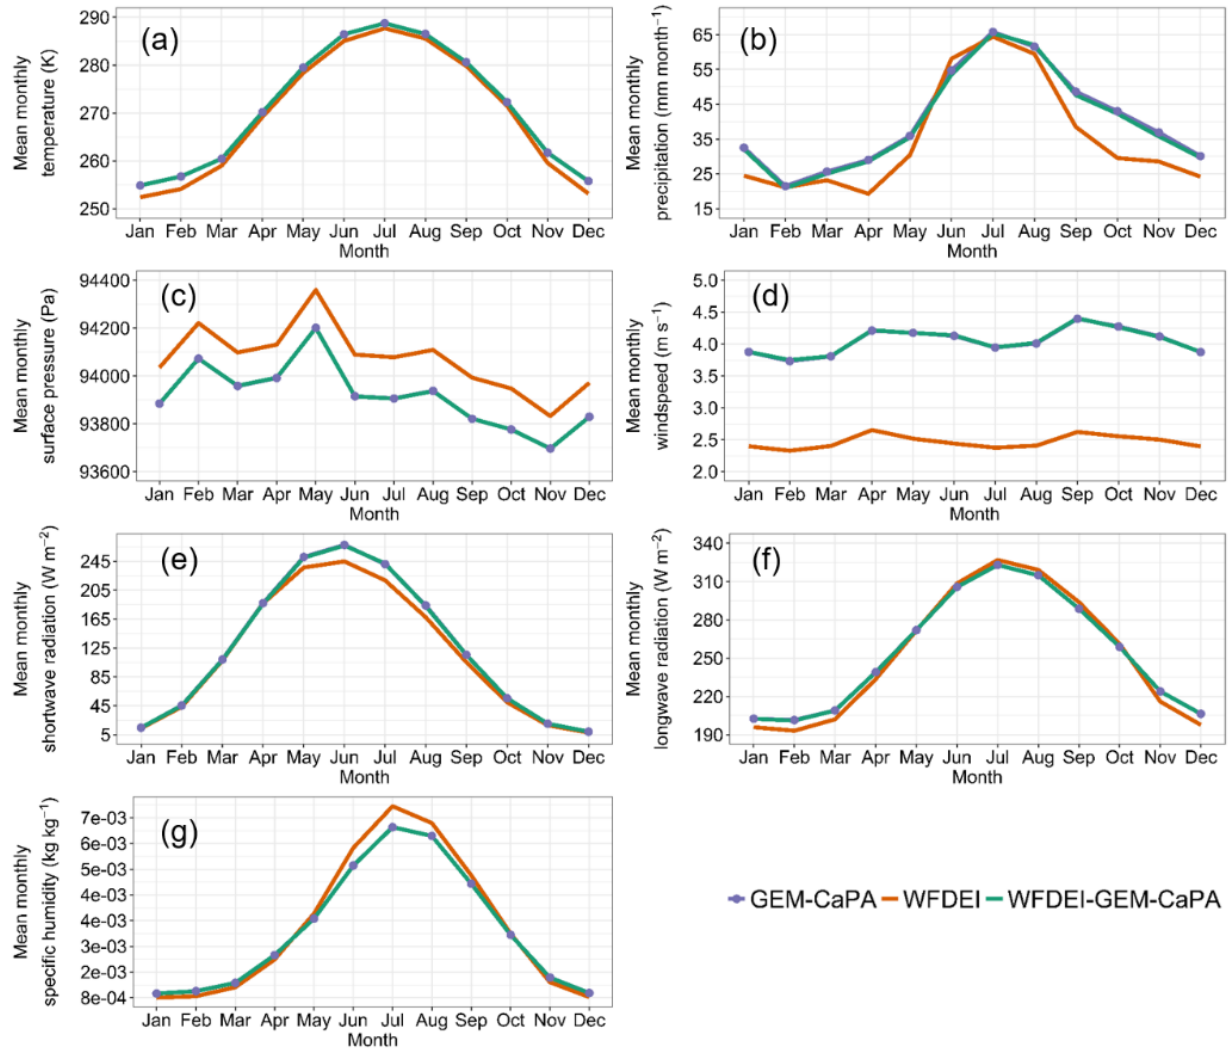 (a)
Mean monthly
temperature (K)
290
280
270
260
250
Jan Feb Mar Apr May Jun Jul Aug Sep Oct Nov Dec
Month
(b)
Mean monthly
precipitation (mm month⁻¹)
65
55
45
35
25
15
Jan Feb Mar Apr May Jun Jul Aug Sep Oct Nov Dec
Month
(c)
Mean monthly
surface pressure (Pa)
94400
94200
94000
93800
93600
Jan Feb Mar Apr May Jun Jul Aug Sep Oct Nov Dec
Month
(d)
Mean monthly
windspeed (m s⁻¹)
5.0
4.5
4.0
3.5
3.0
2.5
2.0
Jan Feb Mar Apr May Jun Jul Aug Sep Oct Nov Dec
Month
(e)
Mean monthly
shortwave radiation (W m⁻²)
245
205
165
125
85
45
5
Jan Feb Mar Apr May Jun Jul Aug Sep Oct Nov Dec
Month
(f)
Mean monthly
longwave radiation (W m⁻²)
340
310
280
250
220
190
Jan Feb Mar Apr May Jun Jul Aug Sep Oct Nov Dec
Month
(g)
Mean monthly
specific humidity (kg kg⁻¹)
7e-03
6e-03
5e-03
4e-03
4e-03
3e-03
2e-03
8e-04
Jan Feb Mar Apr May Jun Jul Aug Sep Oct Nov Dec
Month
GEM-CaPA WFDEI WFDEI-GEM-CaPA